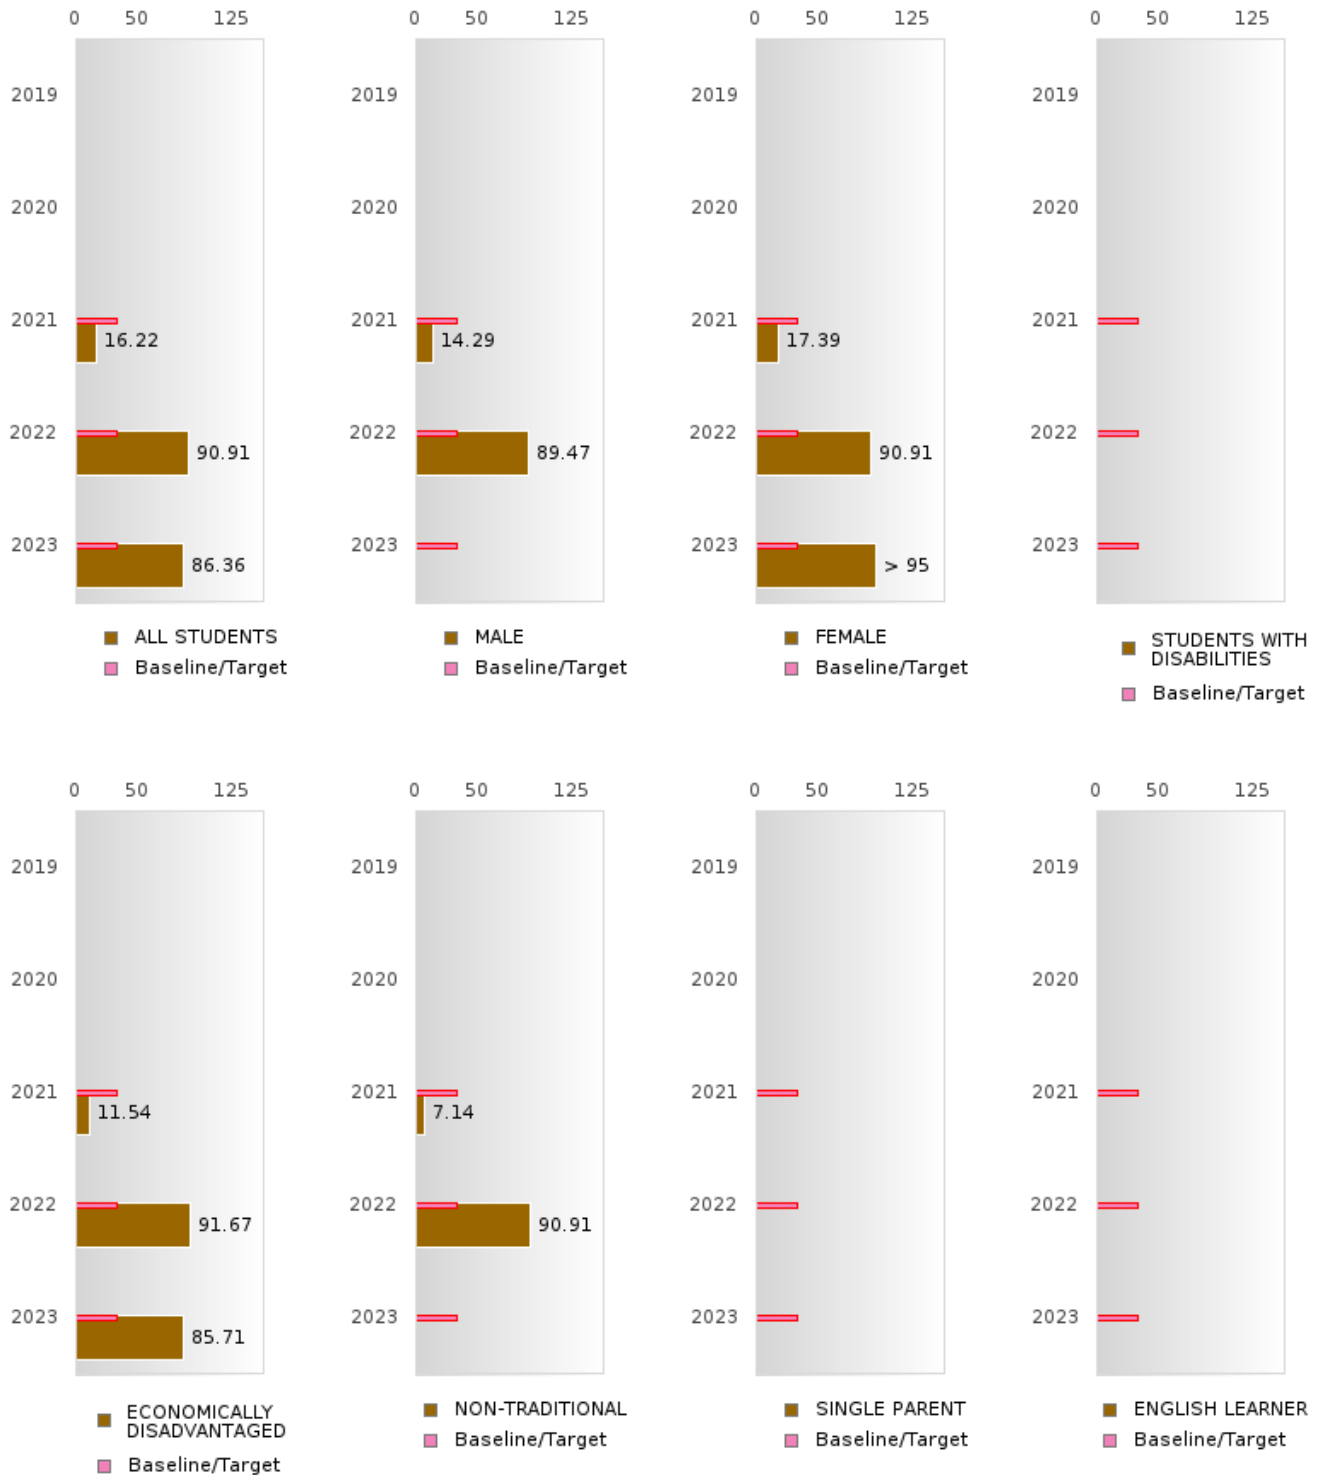 0 50 125 0 50 125 0 50 125 0 50 125
2019 2019 2019 2019
2020 2020 2020 2020
2021 2021 2021 2021
16.22 14.29 17.39
2022 2022 2022 2022
90.91 89.47 90.91
2023 2023 2023 2023
86.36 > 95
ALL STUDENTS
Baseline/Target
MALE
Baseline/Target
FEMALE
Baseline/Target
STUDENTS WITH
DISABILITIES
Baseline/Target
0 50 125 0 50 125 0 50 125 0 50 125
2019 2019 2019 2019
2020 2020 2020 2020
2021 2021 2021 2021
11.54 7.14
2022 2022 2022 2022
91.67 90.91
2023 2023 2023 2023
85.71
ECONOMICALLY
DISADVANTAGED
Baseline/Target
NON-TRADITIONAL
Baseline/Target
SINGLE PARENT
Baseline/Target
ENGLISH LEARNER
Baseline/Target